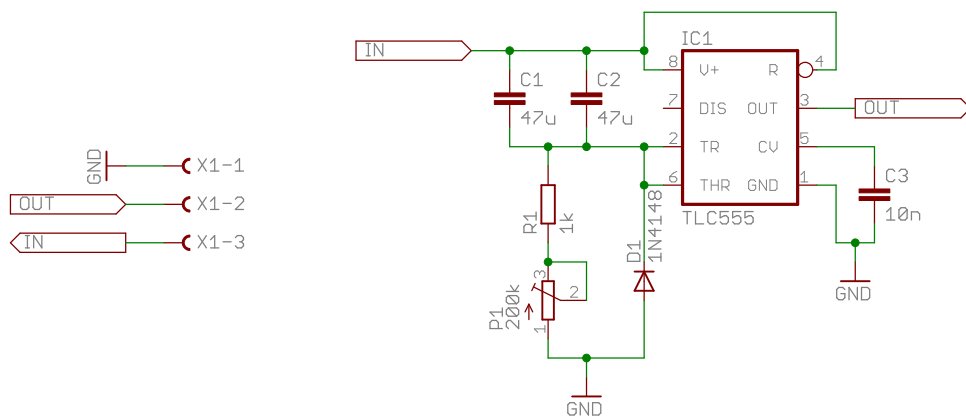 IN
IC1
C1
47u
C2
47u
8
V+
R
4
7
DIS
OUT
3
OUT
2
TR
CV
5
6
THR
GND
1
TLC555
C3
10n
GND
GND
X1-1
OUT
X1-2
IN
X1-3
R1
1k
D1
1N4148
P1
200k
3
2
1
GND